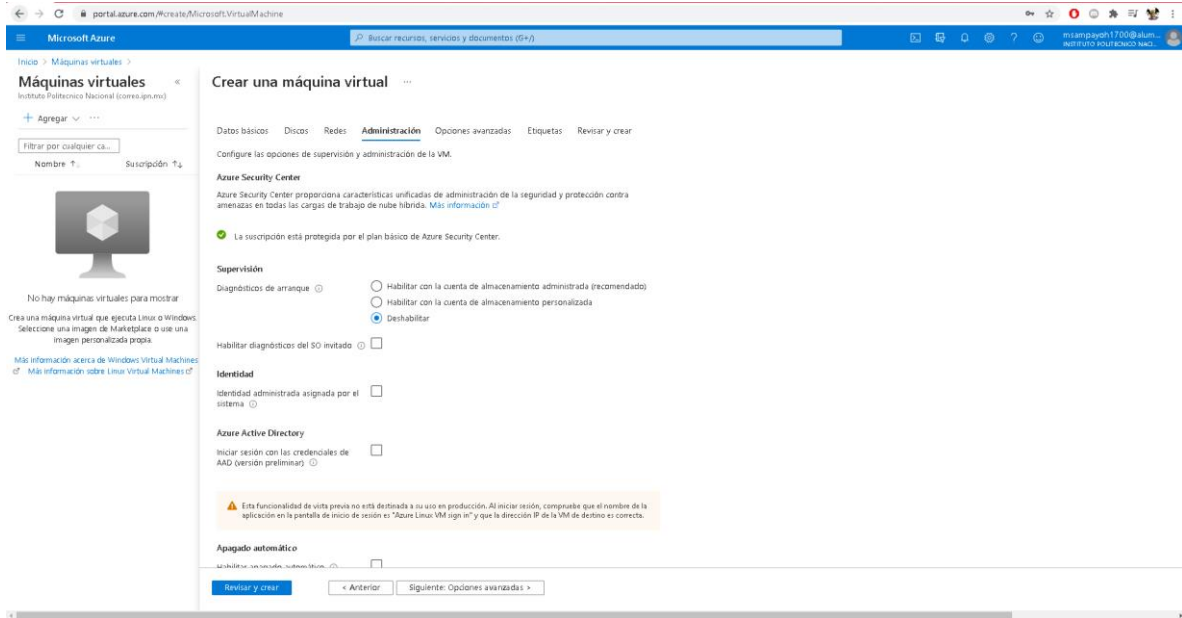 portal.azure.com/#create/Microsoft.VirtualMachine
Microsoft Azure
Buscar recursos, servicios y documentos (G+/)
msampayoh1700@alum...
INSTITUTO POLITECNICO NACI...
Inicio > Máquinas virtuales >
Máquinas virtuales «
Instituto Politecnico Nacional (correo.ipn.mx)
+ Agregar ...
Filtrar por cualquier ca...
Nombre ↑ Suscripción ↑↓
No hay máquinas virtuales para mostrar
Crea una máquina virtual que ejecuta Linux o Windows.
Seleccione una imagen de Marketplace o use una
imagen personalizada propia.
Más información acerca de Windows Virtual Machines
Más información sobre Linux Virtual Machines
Crear una máquina virtual ...
Datos básicos Discos Redes Administración Opciones avanzadas Etiquetas Revisar y crear
Configure las opciones de supervisión y administración de la VM.
Azure Security Center
Azure Security Center proporciona características unificadas de administración de la seguridad y protección contra
amenazas en todas las cargas de trabajo de nube híbrida. Más información
La suscripción está protegida por el plan básico de Azure Security Center.
Supervisión
Diagnósticos de arranque
Habilitar con la cuenta de almacenamiento administrada (recomendado)
Habilitar con la cuenta de almacenamiento personalizada
Deshabilitar
Habilitar diagnósticos del SO invitado
Identidad
Identidad administrada asignada por el
sistema
Azure Active Directory
Iniciar sesión con las credenciales de
AAD (versión preliminar)
Esta funcionalidad de vista previa no está destinada a su uso en producción. Al iniciar sesión, compruebe que el nombre de la
aplicación en la pantalla de inicio de sesión es "Azure Linux VM sign in" y que la dirección IP de la VM de destino es correcta.
Apagado automático
Habilitar apagado automático
Revisar y crear < Anterior Siguiente: Opciones avanzadas >